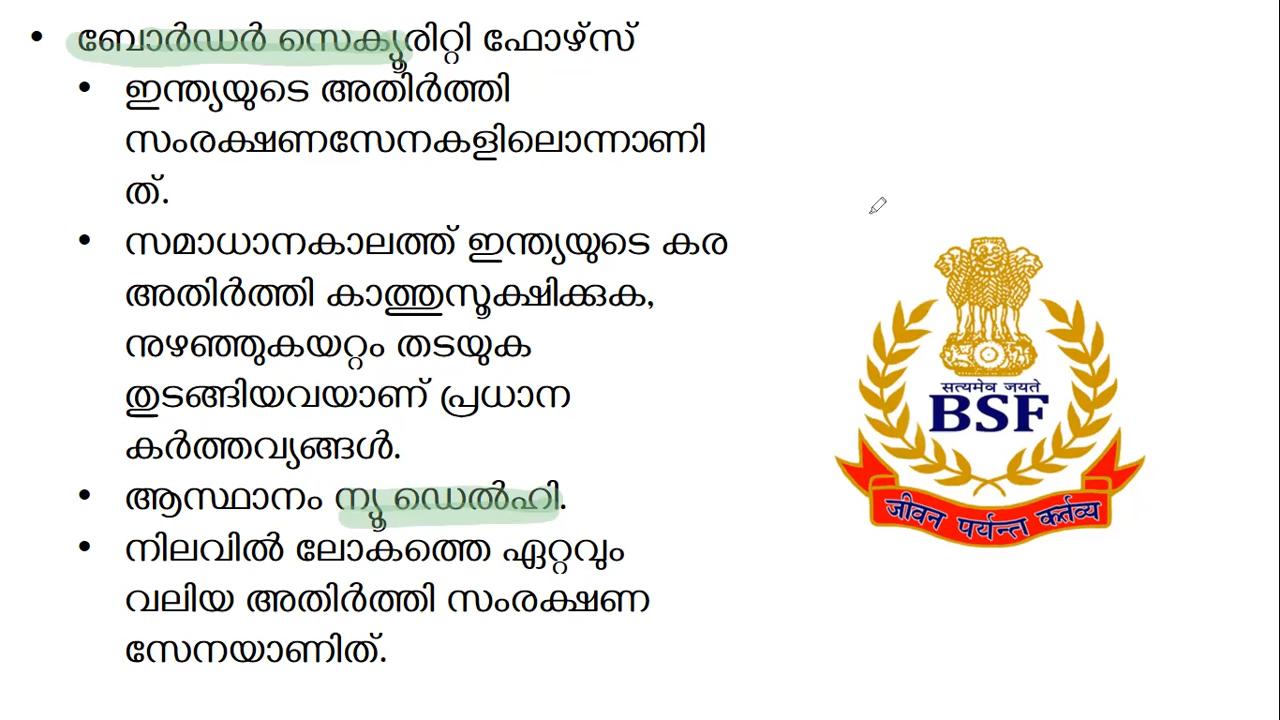 • ബോർഡർ സെക്യൂരിറ്റി ഫോഴ്സ്
• ഇന്ത്യയുടെ അതിർത്തി
സംരക്ഷണസേനകളിലൊന്നാണി
ത്.
• സമാധാനകാലത്ത് ഇന്ത്യയുടെ കര
അതിർത്തി കാത്തുസൂക്ഷിക്കുക,
നുഴഞ്ഞുകയറ്റം തടയുക
തുടങ്ങിയവയാണ് പ്രധാന
കർത്തവ്യങ്ങൾ.
• ആസ്ഥാനം ന്യൂ ഡെൽഹി.
• നിലവിൽ ലോകത്തെ ഏറ്റവും
വലിയ അതിർത്തി സംരക്ഷണ
സേനയാണിത്.
सत्यमेव जयते
BSF
जीवन पर्यन्त कर्तव्य